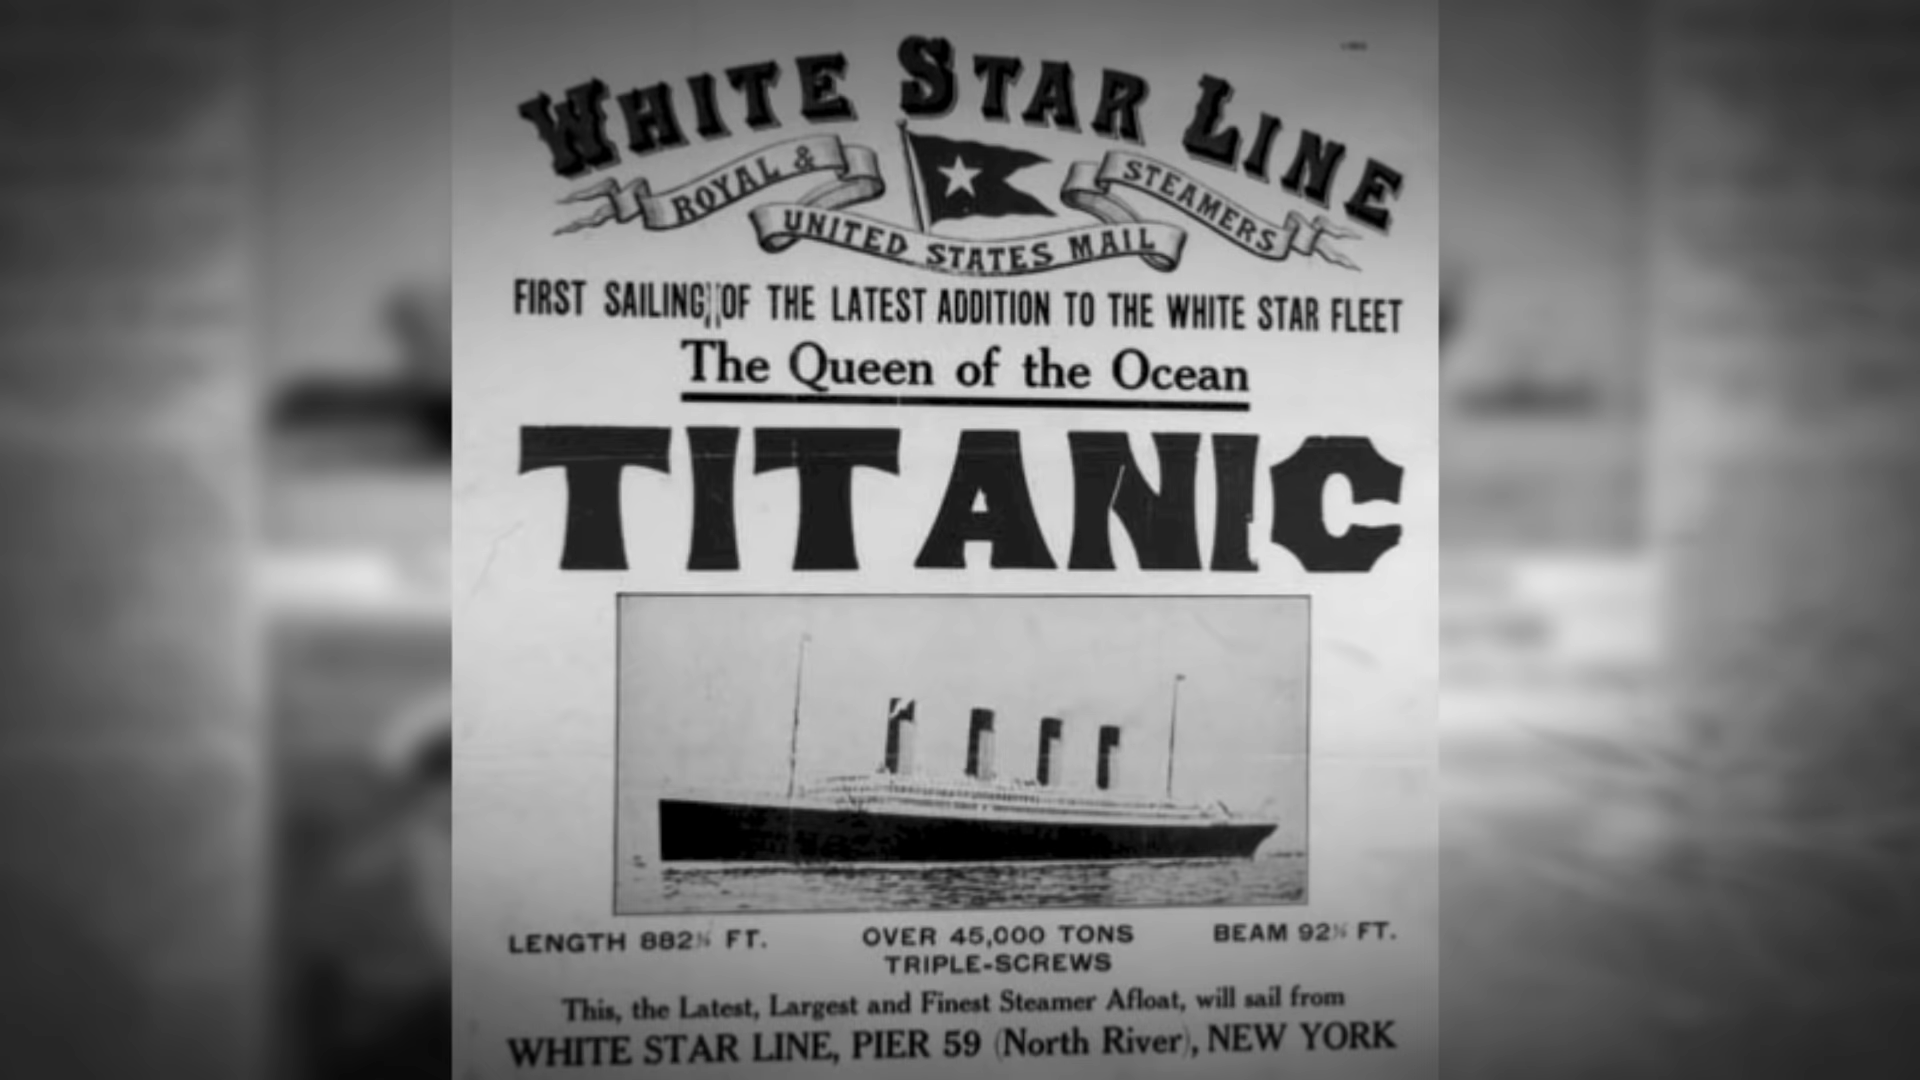 WHITE STAR LINE
ROYAL & UNITED STATES MAIL STEAMERS
FIRST SAILING OF THE LATEST ADDITION TO THE WHITE STAR FLEET
The Queen of the Ocean
TITANIC
LENGTH 882½ FT. OVER 45,000 TONS BEAM 92½ FT.
TRIPLE-SCREWS
This, the Latest, Largest and Finest Steamer Afloat, will sail from
WHITE STAR LINE, PIER 59 (North River), NEW YORK